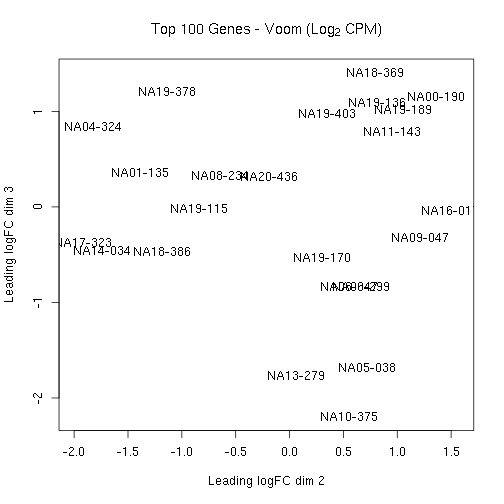 Top 100 Genes - Voom (Log2 CPM)
NA18-369
NA19-378
NA00-190
NA19-136
NA19-189
NA19-403
NA04-324
NA11-143
NA01-135
NA08-234
NA20-436
NA19-115
NA16-01
NA09-047
NA17-323
NA14-034
NA18-386
NA19-170
NA05-038
NA13-279
NA10-375
1
0
-1
-2
-2.0 -1.5 -1.0 -0.5 0.0 0.5 1.0 1.5
Leading logFC dim 3
Leading logFC dim 2